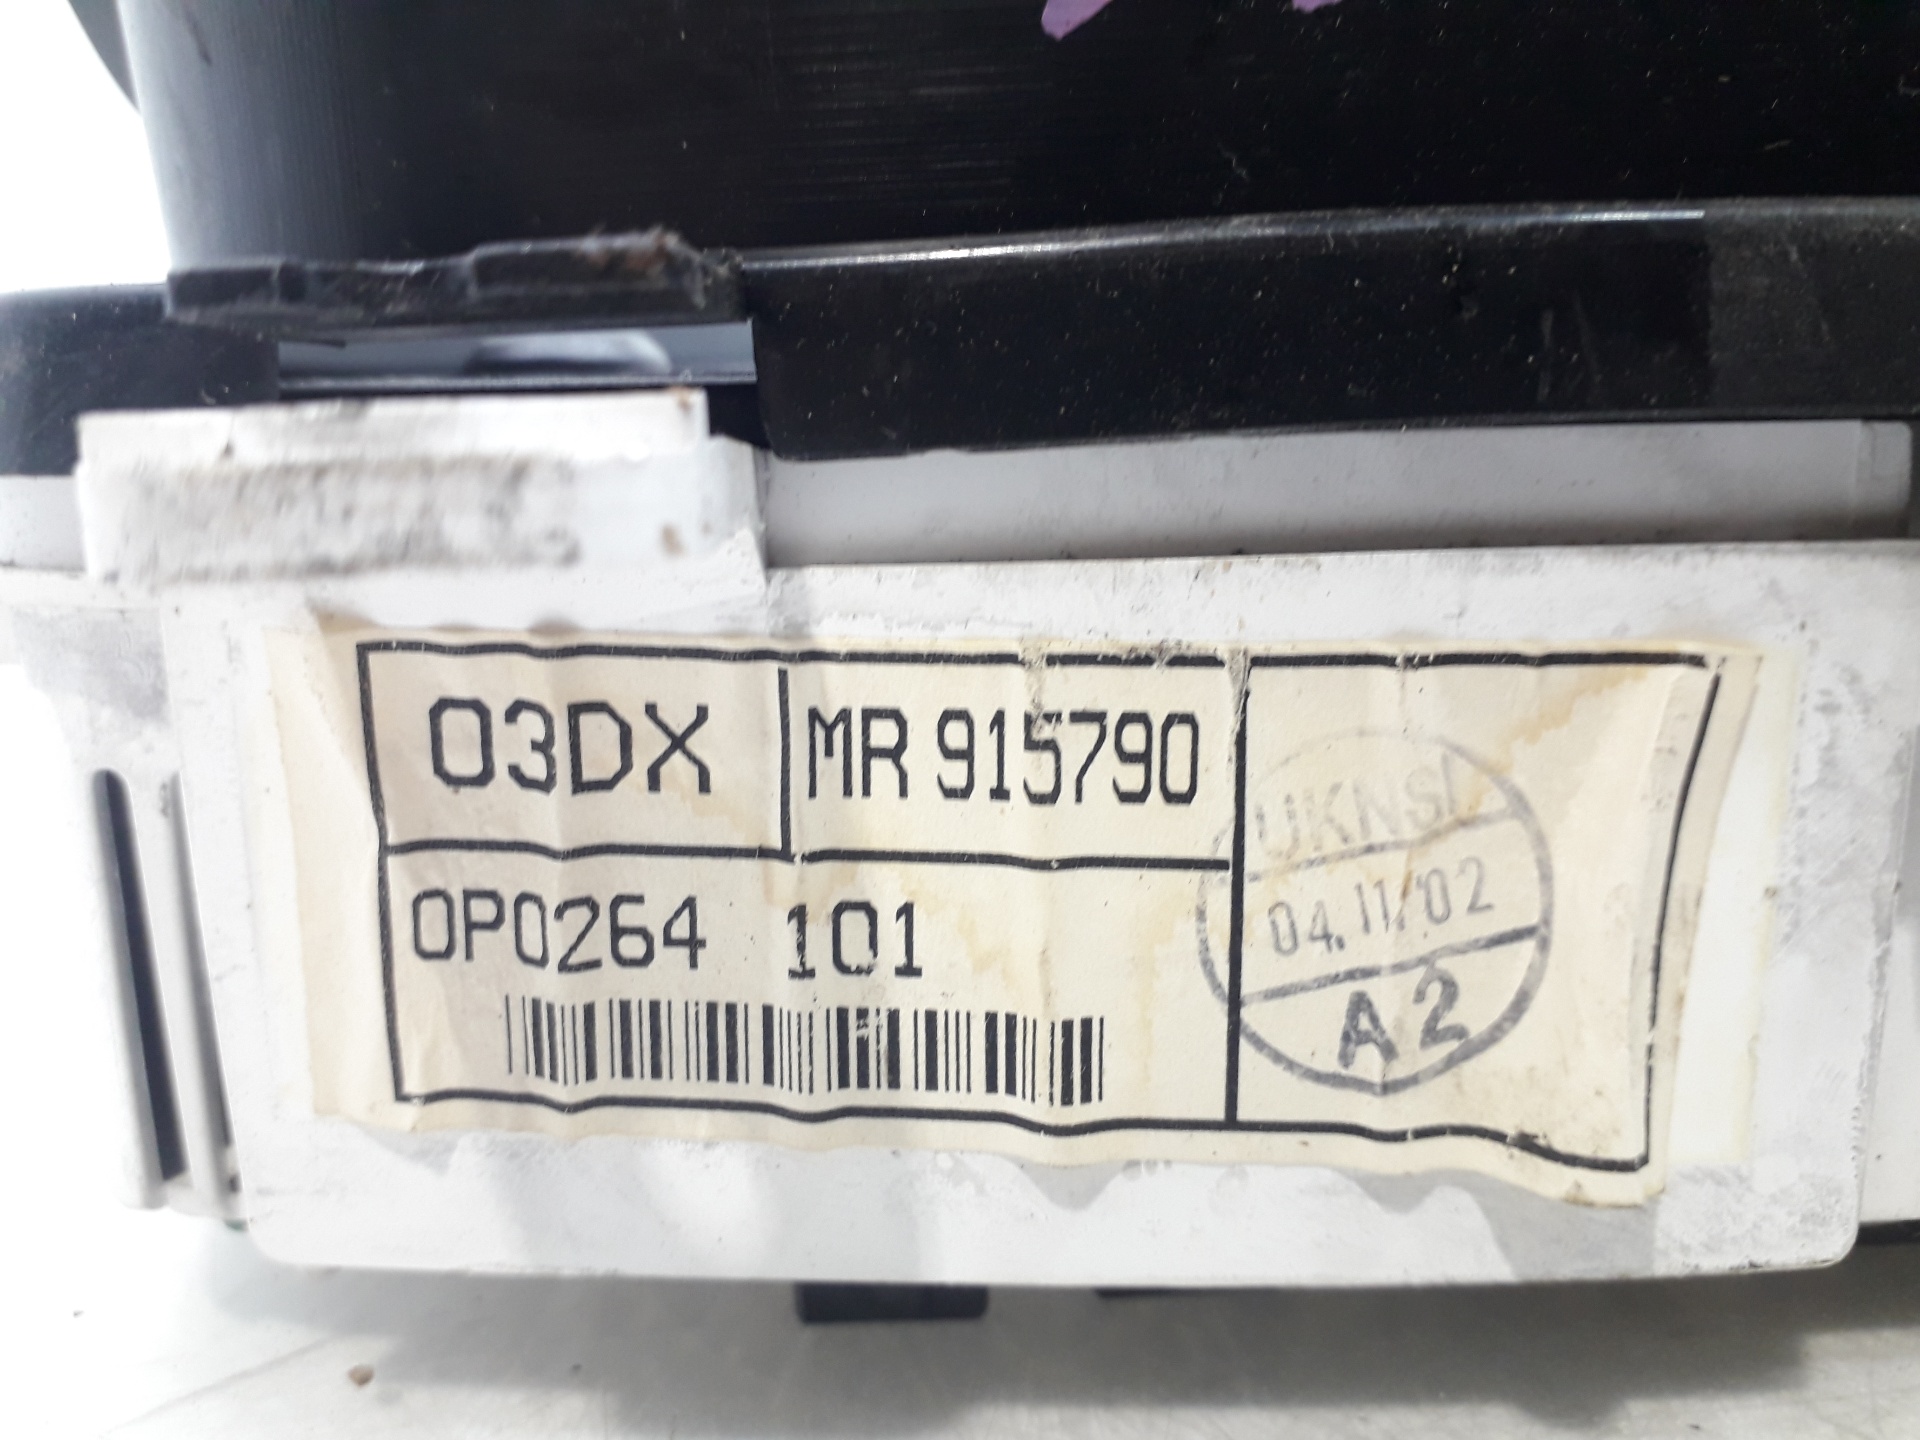 03DX MR 915790
0P0264 101
UKNSI
04.11.'02
A2